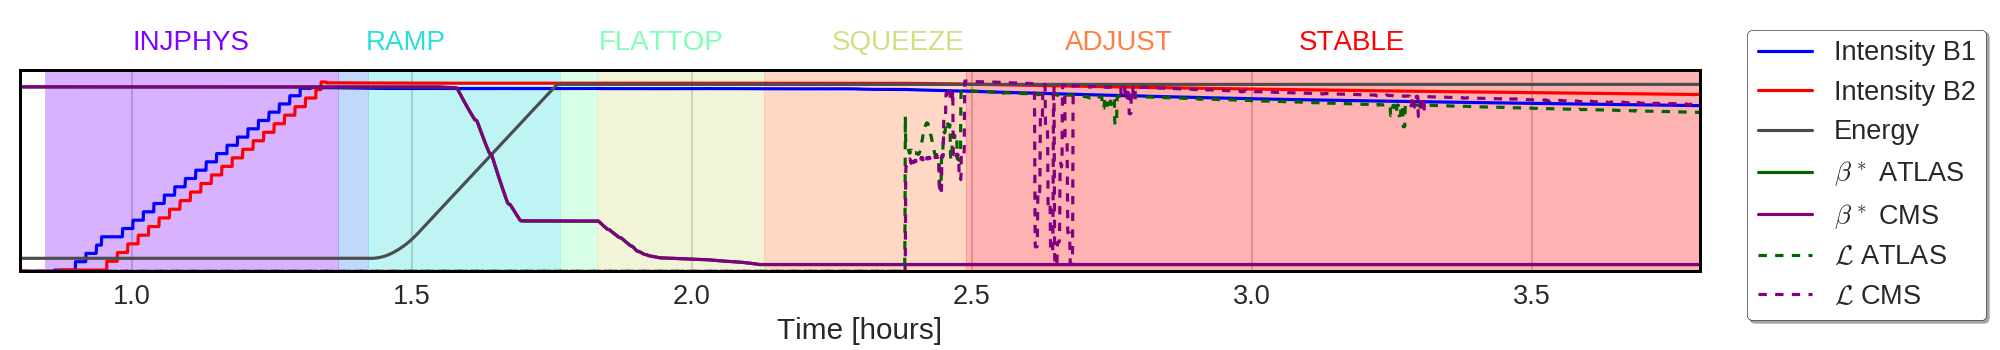 INJPHYS RAMP FLATTOP SQUEEZE ADJUST STABLE
Intensity B1
Intensity B2
Energy
β* ATLAS
β* CMS
ℒ ATLAS
ℒ CMS
1.0 1.5 2.0 2.5 3.0 3.5
Time [hours]